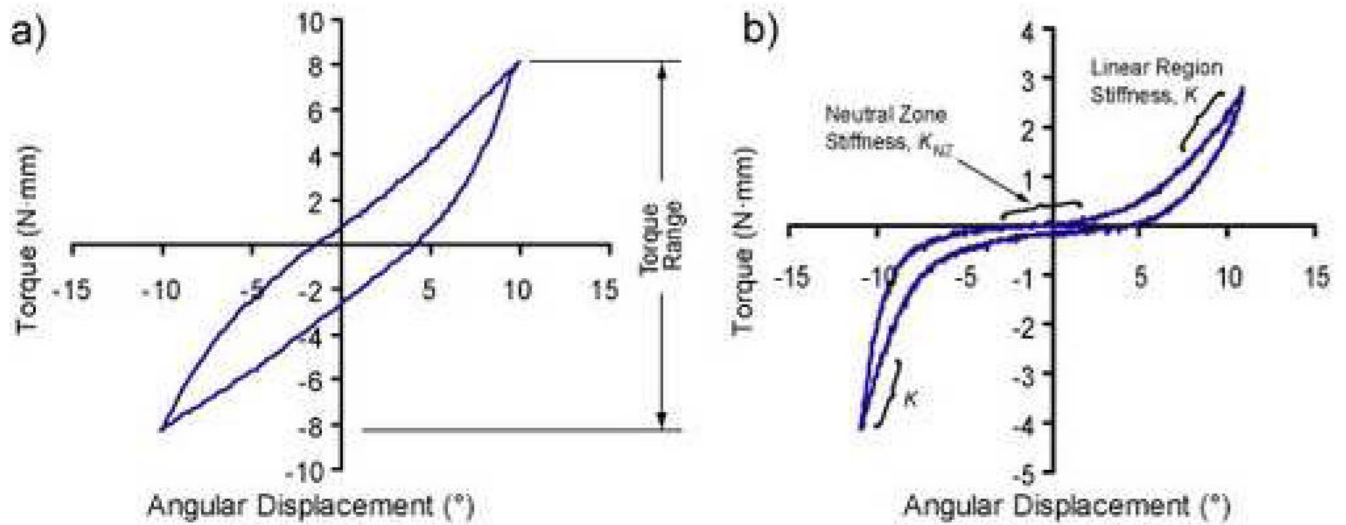 a)
10
8
6
4
2
-2
-4
-6
-8
-10
-15
-10
-5
5
10
15
Torque (N·mm)
Angular Displacement (°)
Torque
Range
b)
4
3
2
1
-1
-2
-3
-4
-5
-15
-10
-5
5
10
15
Torque (N·mm)
Angular Displacement (°)
Neutral Zone
Stiffness, KNZ
Linear Region
Stiffness, K
K